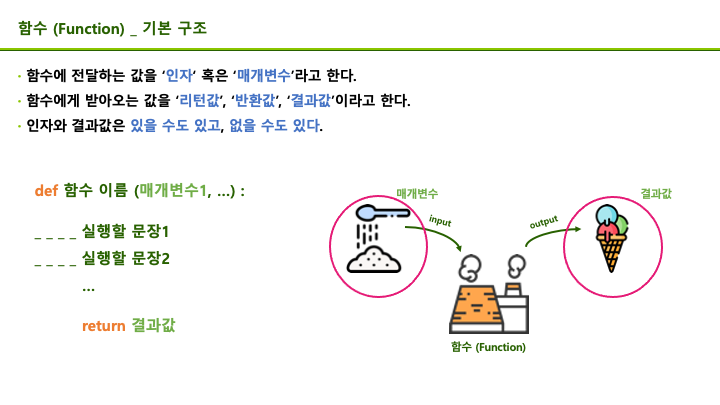 함수 (Function) _ 기본 구조
· 함수에 전달하는 값을 ‘인자’ 혹은 ‘매개변수’라고 한다.
· 함수에게 받아오는 값을 ‘리턴값’, ‘반환값’, ‘결과값’이라고 한다.
· 인자와 결과값은 있을 수도 있고, 없을 수도 있다.
def 함수 이름 (매개변수1, ...) :
_ _ _ _ 실행할 문장1
_ _ _ _ 실행할 문장2
...
return 결과값
매개변수
결과값
input
output
함수 (Function)